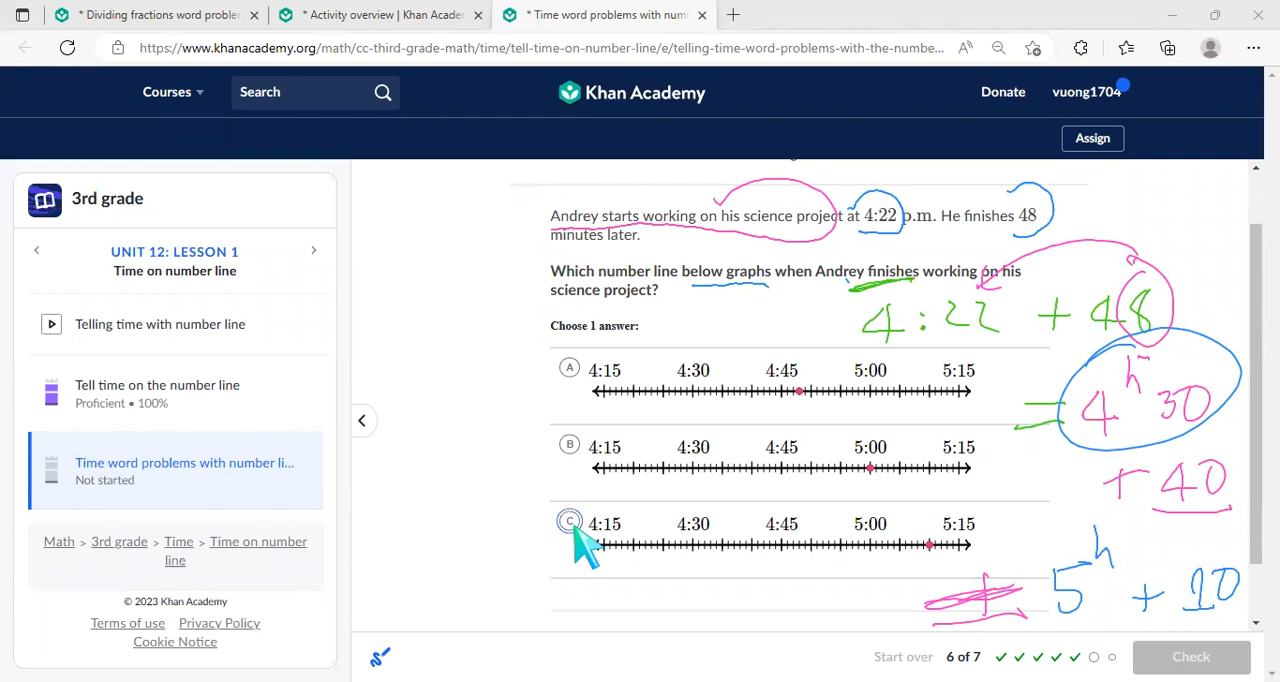 * Dividing fractions word probler
* Activity overview | Khan Acader
* Time word problems with num
https://www.khanacademy.org/math/cc-third-grade-math/time/tell-time-on-number-line/e/telling-time-word-problems-with-the-numbe...
Courses
Search
Khan Academy
Donate
vuong1704
Assign
3rd grade
UNIT 12: LESSON 1
Time on number line
Telling time with number line
Tell time on the number line
Proficient • 100%
Time word problems with number li...
Not started
Math > 3rd grade > Time > Time on number
line
© 2023 Khan Academy
Terms of use Privacy Policy
Cookie Notice
Andrey starts working on his science project at 4:22 p.m. He finishes 48
minutes later.
Which number line below graphs when Andrey finishes working on his
science project?
4:22 + 48
Choose 1 answer:
A 4:15 4:30 4:45 5:00 5:15
= 4h 30
B 4:15 4:30 4:45 5:00 5:15
+ 40
C 4:15 4:30 4:45 5:00 5:15
5h + 10
Start over 6 of 7 Check